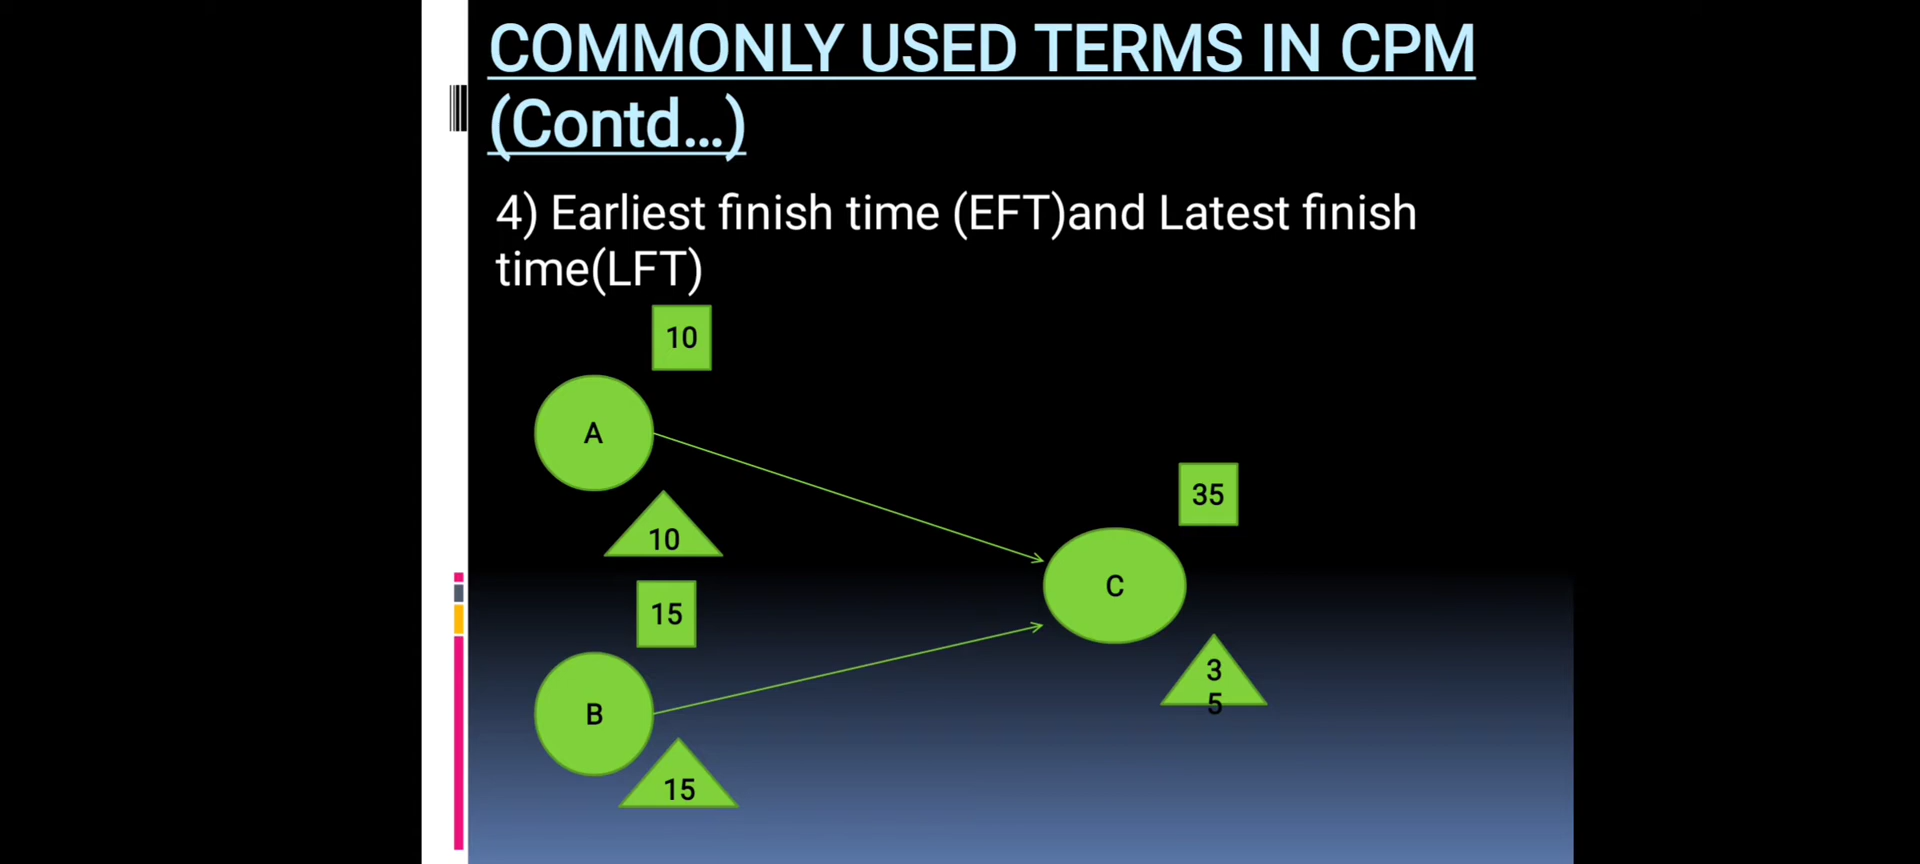 COMMONLY USED TERMS IN CPM
(Contd...)
4) Earliest finish time (EFT)and Latest finish
time(LFT)
10
A
10
35
C
3
5
15
B
15